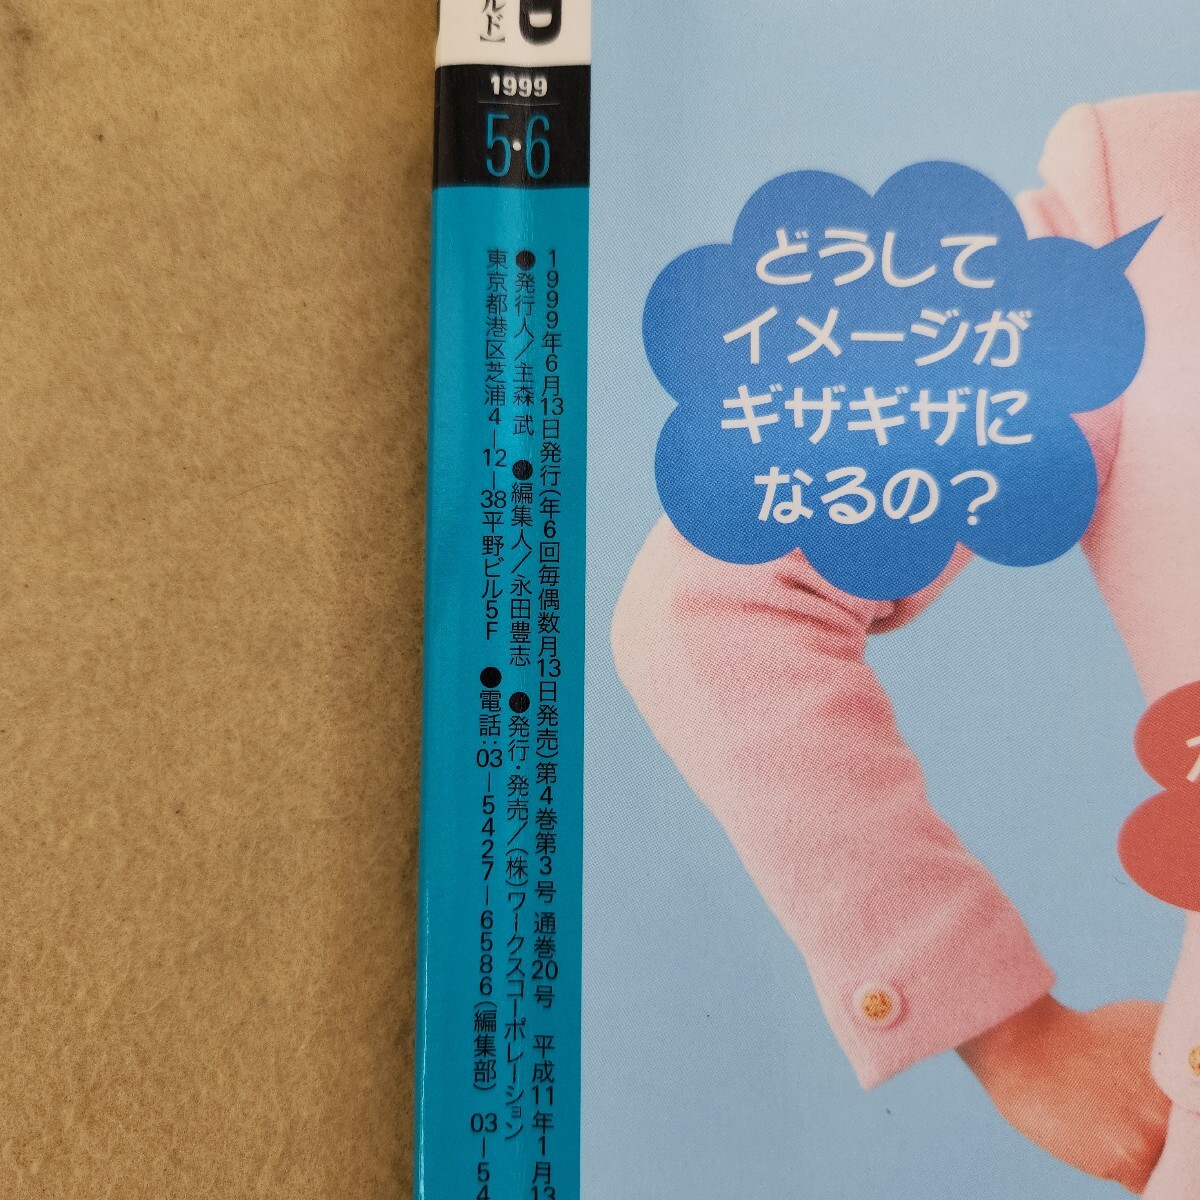 ルド】
D
1999
5・6
1999年6月13日発行(年6回毎偶数月13日発売)第4巻第3号 通巻20号 平成11年1月13
●発行人/主森 武 ●編集人/永田豊志 ●発行・発売/(株)ワークスコーポレーション
東京都港区芝浦4―12―38平野ビル5F ●電話:03―5427―6586(編集部) 03―54
どうして
イメージが
ギザギザに
なるの?